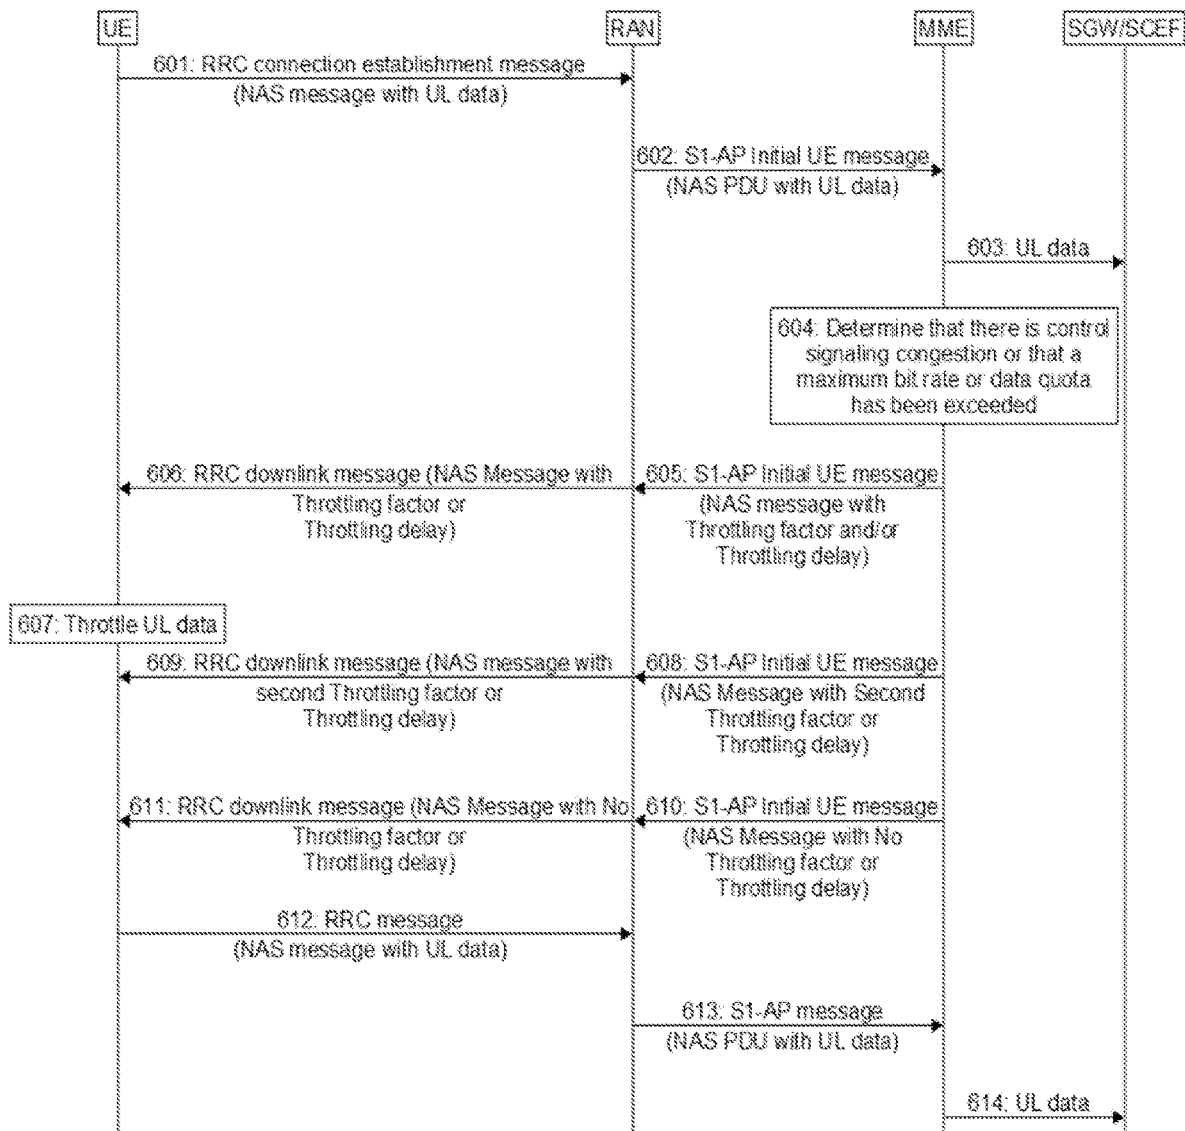 UE RAN MME SGW/SCEF
601: RRC connection establishment message
(NAS message with UL data)
602: S1-AP Initial UE message
(NAS PDU with UL data)
603: UL data
604: Determine that there is control
signaling congestion or that a
maximum bit rate or data quota
has been exceeded
606: RRC downlink message (NAS Message with
Throttling factor or
Throttling delay)
605: S1-AP Initial UE message
(NAS message with
Throttling factor and/or
Throttling delay)
607: Throttle UL data
609: RRC downlink message (NAS message with
second Throttling factor or
Throttling delay)
608: S1-AP Initial UE message
(NAS Message with Second
Throttling factor or
Throttling delay)
611: RRC downlink message (NAS Message with No
Throttling factor or
Throttling delay)
610: S1-AP Initial UE message
(NAS Message with No
Throttling factor or
Throttling delay)
612: RRC message
(NAS message with UL data)
613: S1-AP message
(NAS PDU with UL data)
614: UL data